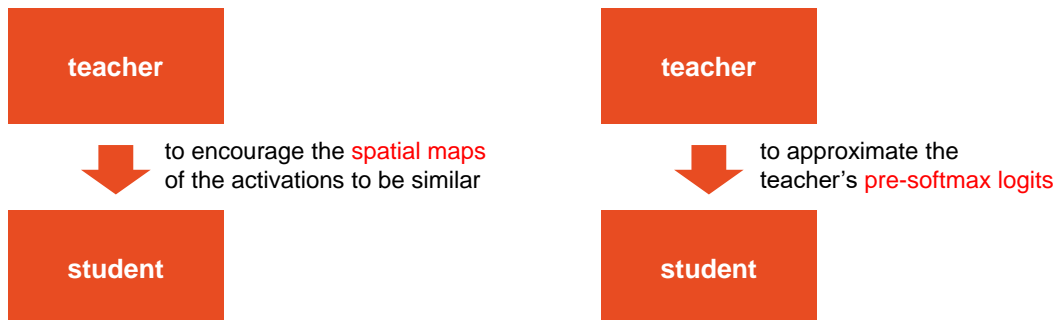 teacher
to encourage the spatial maps
of the activations to be similar
student
teacher
to approximate the
teacher’s pre-softmax logits
student